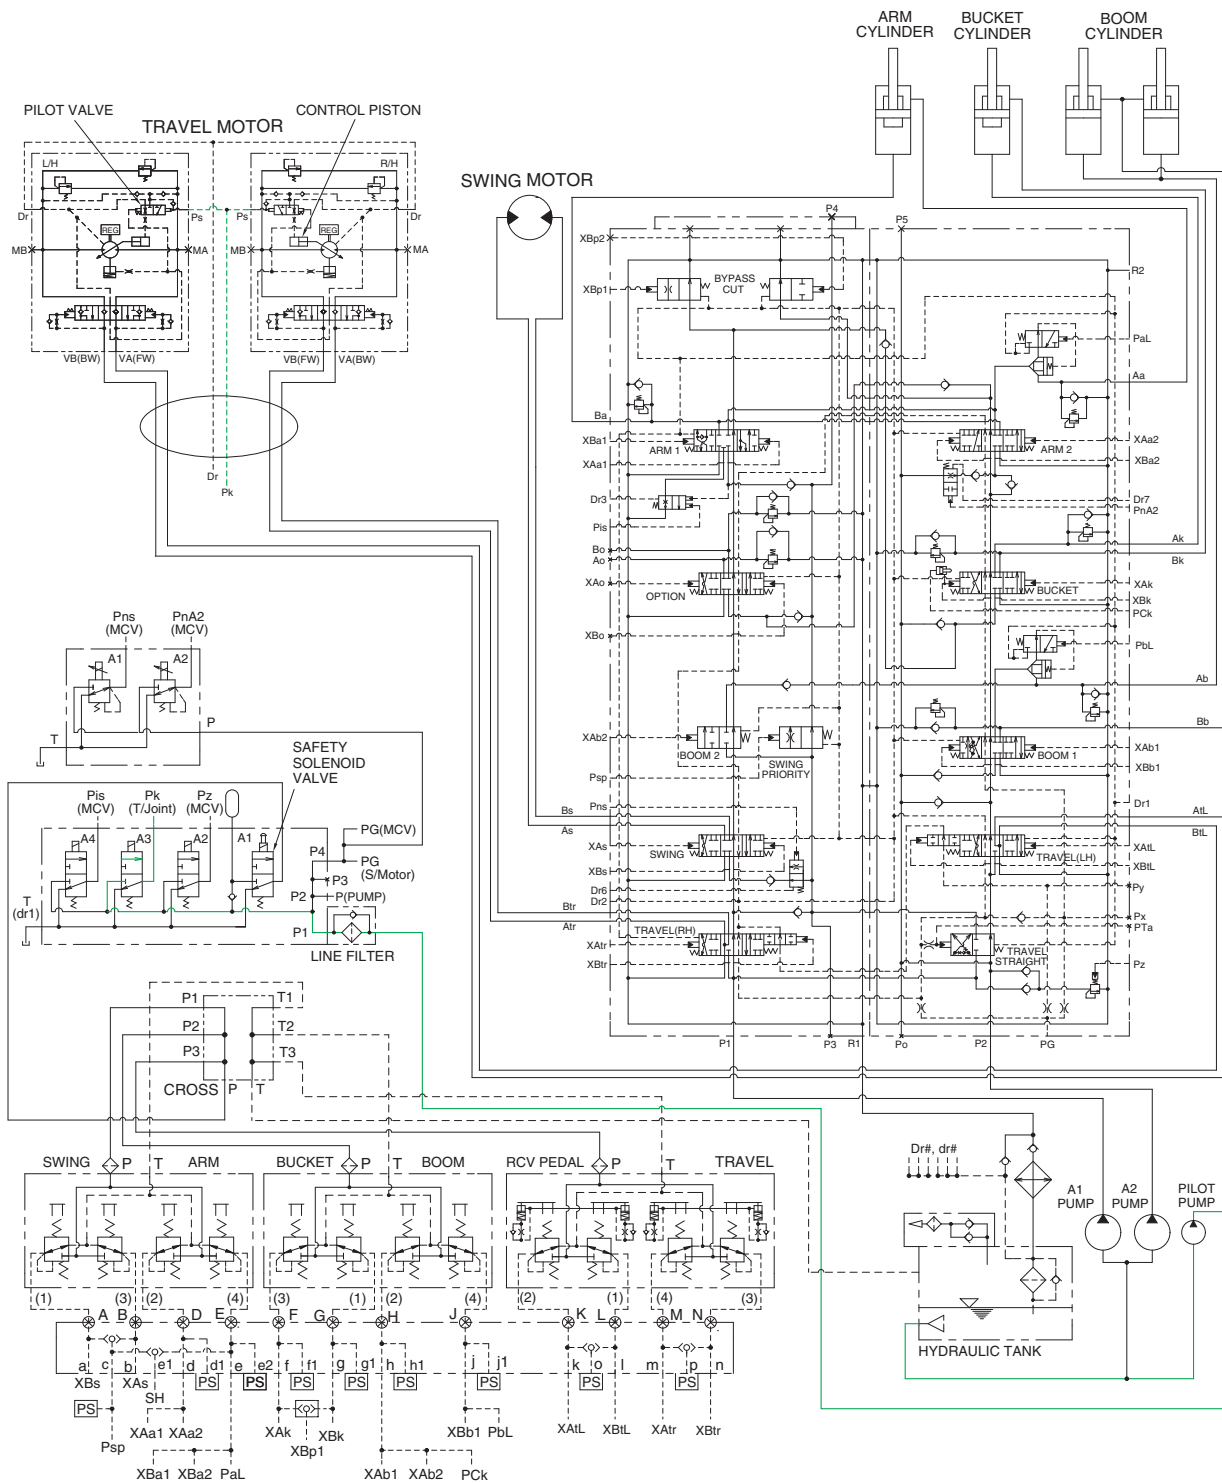 ARM
CYLINDER
BUCKET
CYLINDER
BOOM
CYLINDER
PILOT VALVE
CONTROL PISTON
TRAVEL MOTOR
L/H
R/H
Dr
Ps
Ps
Dr
REG
REG
MB
MA
MB
MA
VB(BW)
VA(FW)
VB(FW)
VA(BW)
Dr
Pk
SWING MOTOR
P4
P5
XBp2
XBp1
BYPASS
CUT
R2
PaL
Aa
Ba
XBa1
XAa1
ARM 1
ARM 2
XAa2
XBa2
Dr3
Pis
Dr7
PnA2
Bo
Ao
Ak
Bk
XAo
OPTION
XBo
BUCKET
XAk
XBk
PCk
PbL
Ab
Bb
XAb2
BOOM 2
SWING
PRIORITY
Psp
BOOM 1
XAb1
XBb1
Pns
Bs
As
Dr1
AtL
BtL
XAs
SWING
XBs
Dr6
Dr2
TRAVEL(LH)
XAtL
XBtL
Py
Btr
Atr
TRAVEL(RH)
XAtr
XBtr
TRAVEL
STRAIGHT
Px
PTa
Pz
P1
P3
R1
Po
P2
PG
Pns
(MCV)
PnA2
(MCV)
A1
A2
T
P
SAFETY
SOLENOID
VALVE
Pis
(MCV)
Pk
(T/Joint)
Pz
(MCV)
A4
A3
A2
A1
PG(MCV)
P4
PG
(S/Motor)
P3
P2
P(PUMP)
T
(dr1)
P1
LINE FILTER
P1
T1
P2
T2
P3
T3
CROSS
P
T
SWING
P
T
ARM
BUCKET
P
T
BOOM
RCV PEDAL
P
T
TRAVEL
(1)
(3)
(2)
(4)
(3)
(1)
(2)
(4)
(2)
(1)
(4)
(3)
A
B
D
E
F
G
H
J
K
L
M
N
a
c
b
e1
d
d1
e
e2
f
f1
g
g1
h
h1
j
j1
k
o
l
m
p
n
XBs
XAs
SH
PS
PS
PS
PS
PS
PS
PS
PS
PS
Psp
XAa1
XAa2
XBa1
XBa2
PaL
XAk
XBp1
XBk
XAb1
XAb2
PCk
XBb1
PbL
XAtL
XBtL
XAtr
XBtr
Dr#, dr#
A1
PUMP
A2
PUMP
PILOT
PUMP
HYDRAULIC TANK